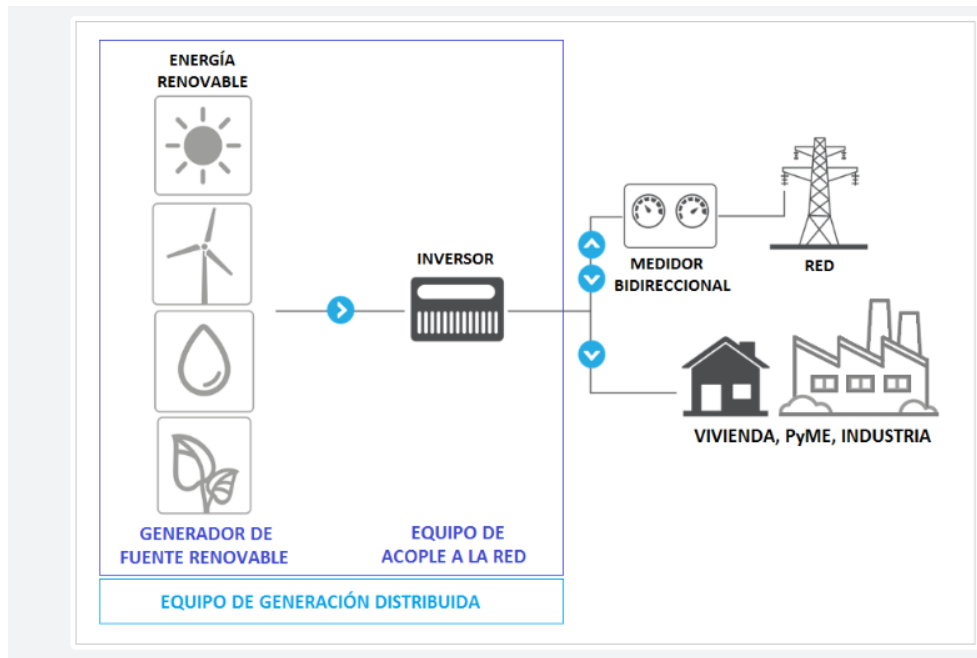 ENERGÍA
RENOVABLE
INVERSOR
MEDIDOR
BIDIRECCIONAL
RED
VIVIENDA, PyME, INDUSTRIA
GENERADOR DE
FUENTE RENOVABLE
EQUIPO DE
ACOPLE A LA RED
EQUIPO DE GENERACIÓN DISTRIBUIDA